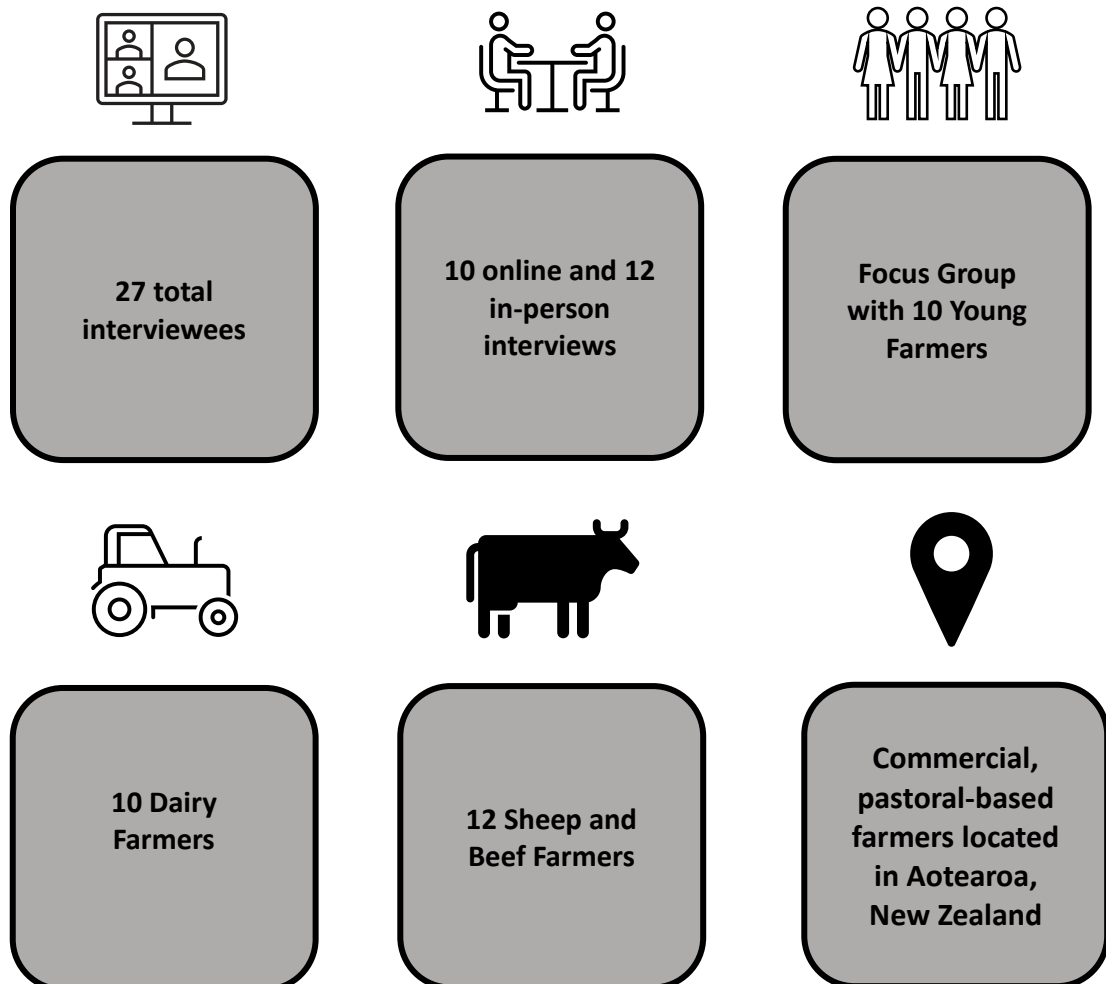 27 total
interviewees
10 online and 12
in-person
interviews
Focus Group
with 10 Young
Farmers
10 Dairy
Farmers
12 Sheep and
Beef Farmers
Commercial,
pastoral-based
farmers located
in Aotearoa,
New Zealand